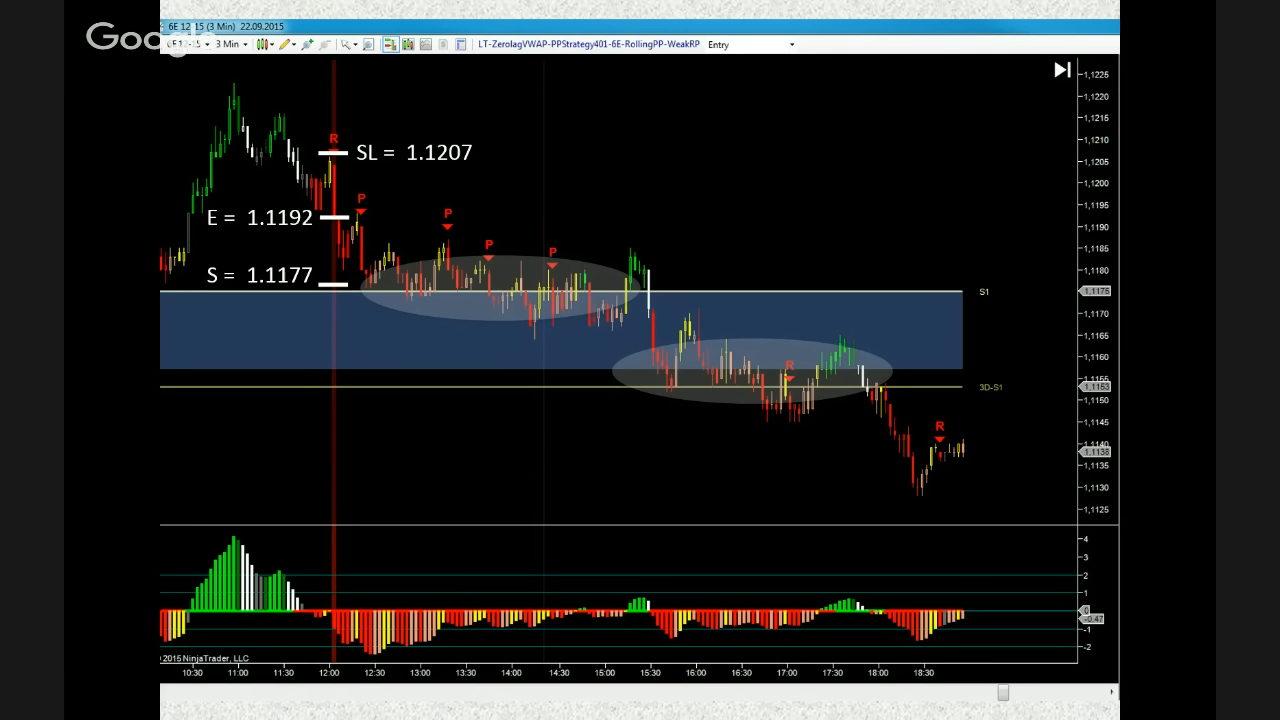 6E 12-15 (3 Min) 22.09.2015
Google
6E 12-15 3 Min LT-ZerolagVWAP-PPStrategy401-6E-RollingPP-WeakRP Entry
R
SL = 1.1207
P
E = 1.1192
P
P
P
S = 1.1177
S1
R
3D-S1
R
1,1225
1,1220
1,1215
1,1210
1,1205
1,1200
1,1195
1,1190
1,1185
1,1180
1,1175
1,1170
1,1165
1,1160
1,1155
1,1153
1,1150
1,1145
1,1140
1,1138
1,1135
1,1130
1,1125
4
3
2
1
0
-0.47
-1
-2
© 2015 NinjaTrader, LLC
10:30 11:00 11:30 12:00 12:30 13:00 13:30 14:00 14:30 15:00 15:30 16:00 16:30 17:00 17:30 18:00 18:30